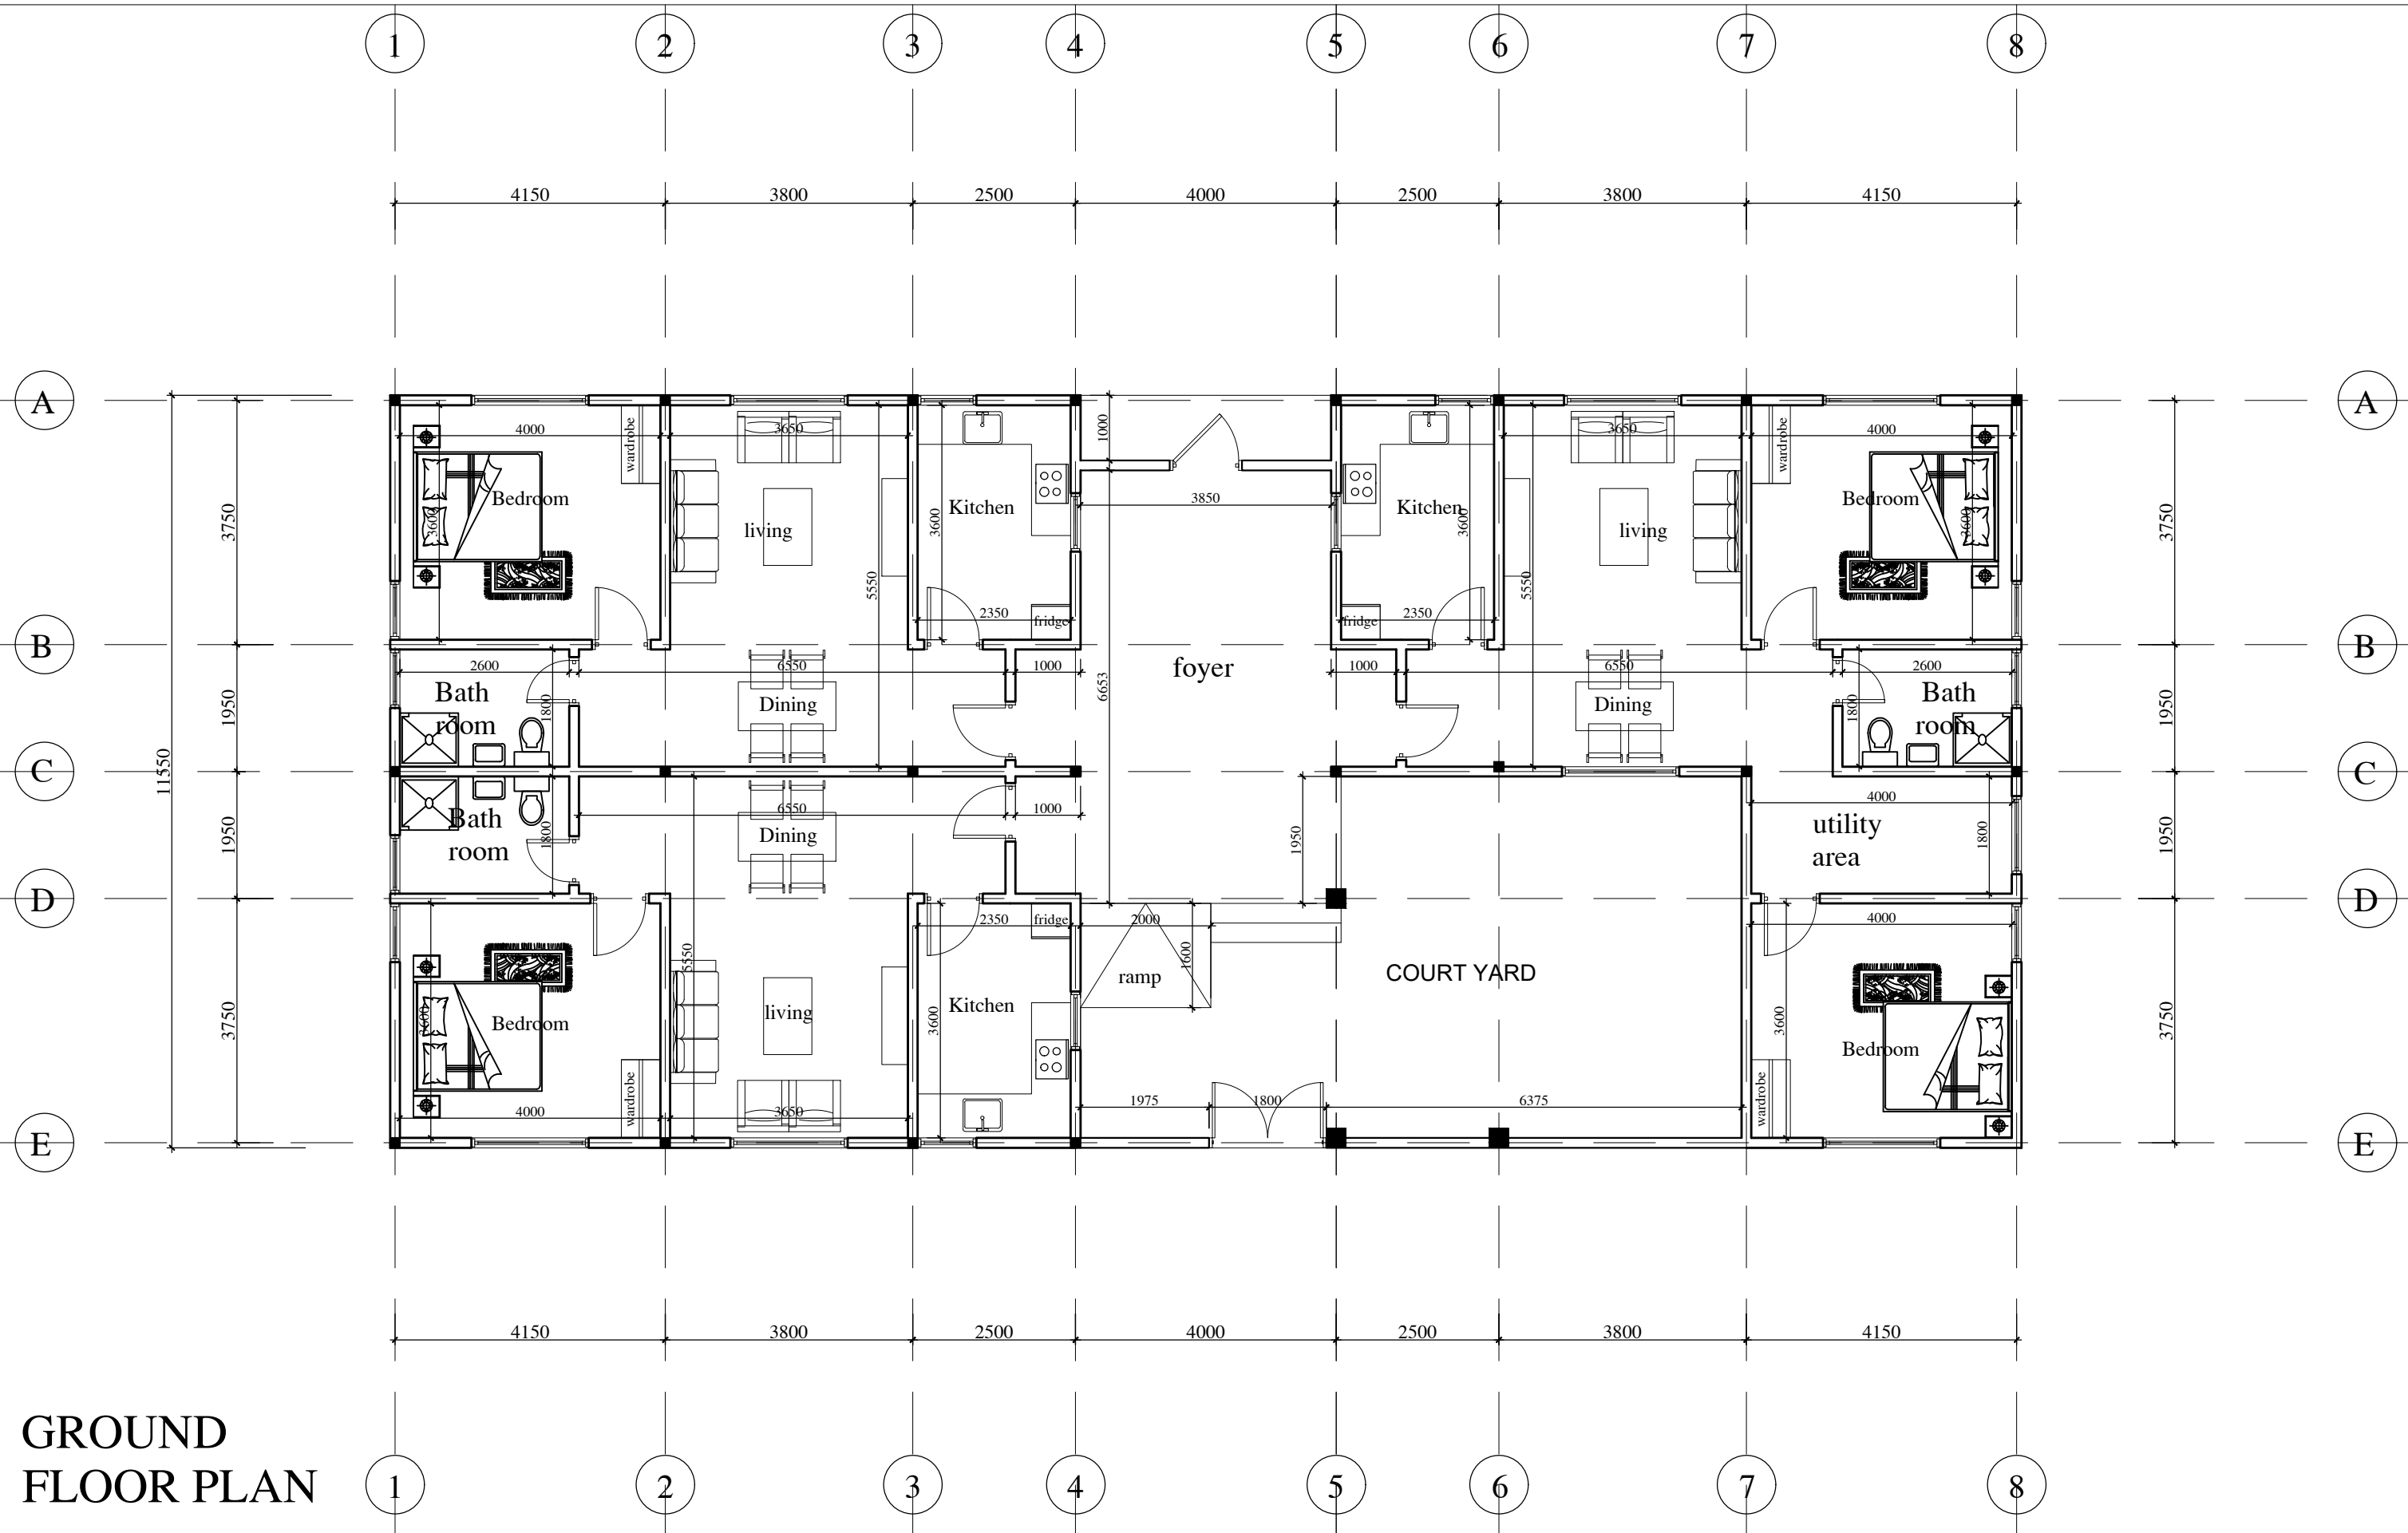 1 2 3 4 5 6 7 8
4150 3800 2500 4000 2500 3800 4150
A A
1000
4000 wardrobe 3650 3650 wardrobe 4000
Bedroom Kitchen 3850 Kitchen Bedroom
3750 3600 living 3600 3600 living 3600 3750
5550 5550
2350 fridge fridge 2350
B B
2600 6550 1000 foyer 1000 6550 2600
1950 Bath
room 1800 Dining 6653 Dining 1800 Bath
room 1950
11550
C C
6550 1000 4000
1950 Bath
room 1800 Dining 1950 utility
area 1800 1950
D D
2350 fridge 2000 4000
5550 1600
ramp COURT YARD
3750 3600 Bedroom living 3600 Kitchen 3600 Bedroom 3750
4000 wardrobe 3650 1975 1800 6375 wardrobe
E E
4150 3800 2500 4000 2500 3800 4150
GROUND
FLOOR PLAN
1 2 3 4 5 6 7 8